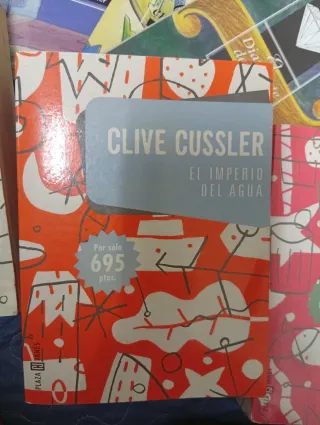 CLIVE CUSSLER
EL IMPERIO
DEL AGUA
Por sólo
695
ptas.
PLAZA JANÉS